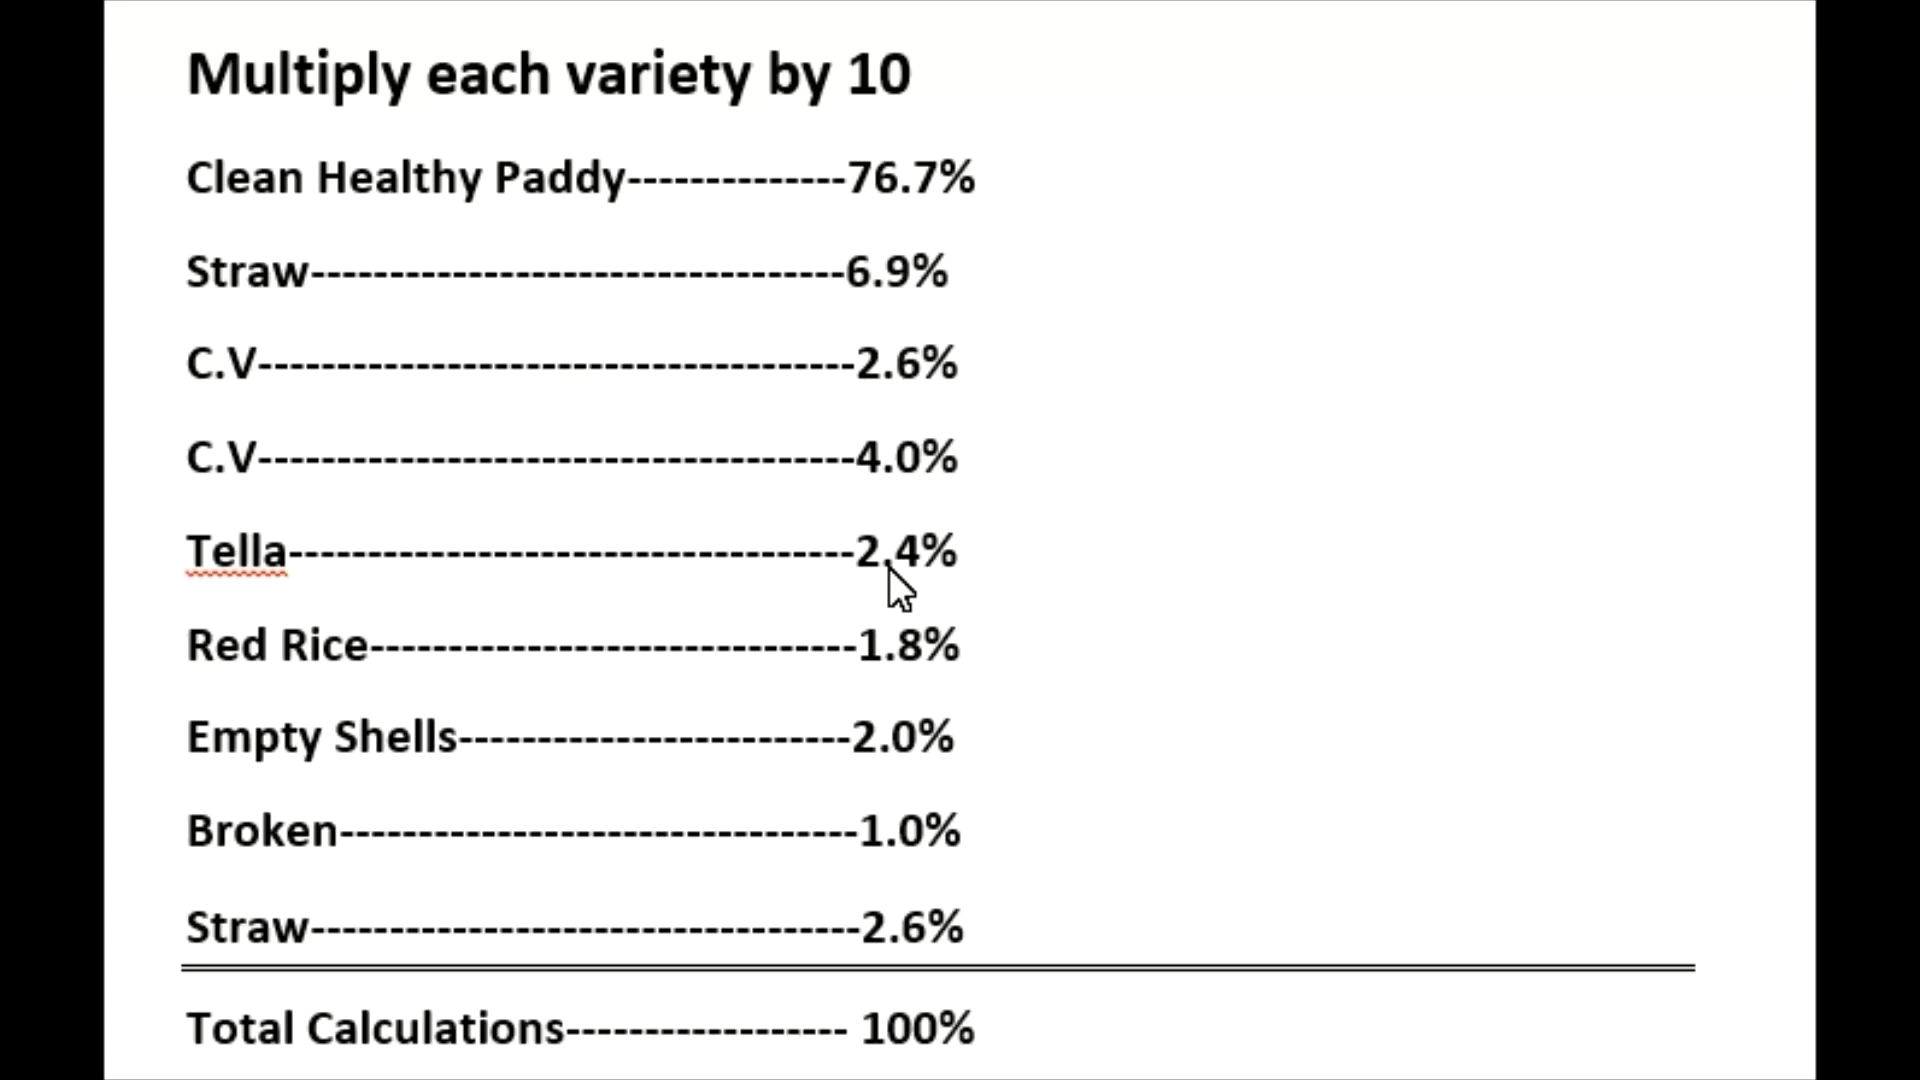 Multiply each variety by 10
Clean Healthy Paddy--------------76.7%
Straw----------------------------------6.9%
C.V--------------------------------------2.6%
C.V--------------------------------------4.0%
Tella------------------------------------2.4%
Red Rice-------------------------------1.8%
Empty Shells-------------------------2.0%
Broken---------------------------------1.0%
Straw-----------------------------------2.6%
Total Calculations------------------ 100%